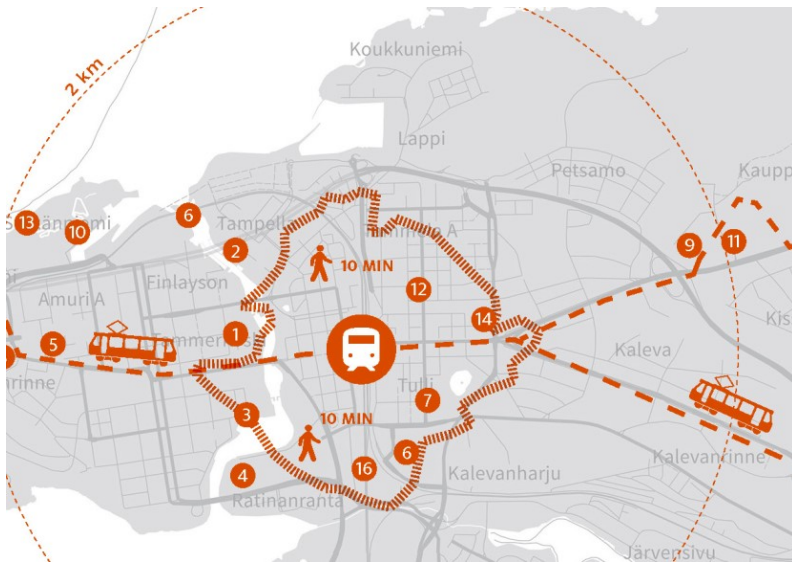 Koukkuniemi
2 km
Lappi
Petsamo
Kaupp
13
10
6
Tampella
2
9
11
10 MIN
12
Finlayson
Amuri A
14
1
5
Kis
Kaleva
Tulli
7
3
10 MIN
6
16
4
Kalevanrinne
Kalevanharju
Ratinanranta
Järvensivu
rinne